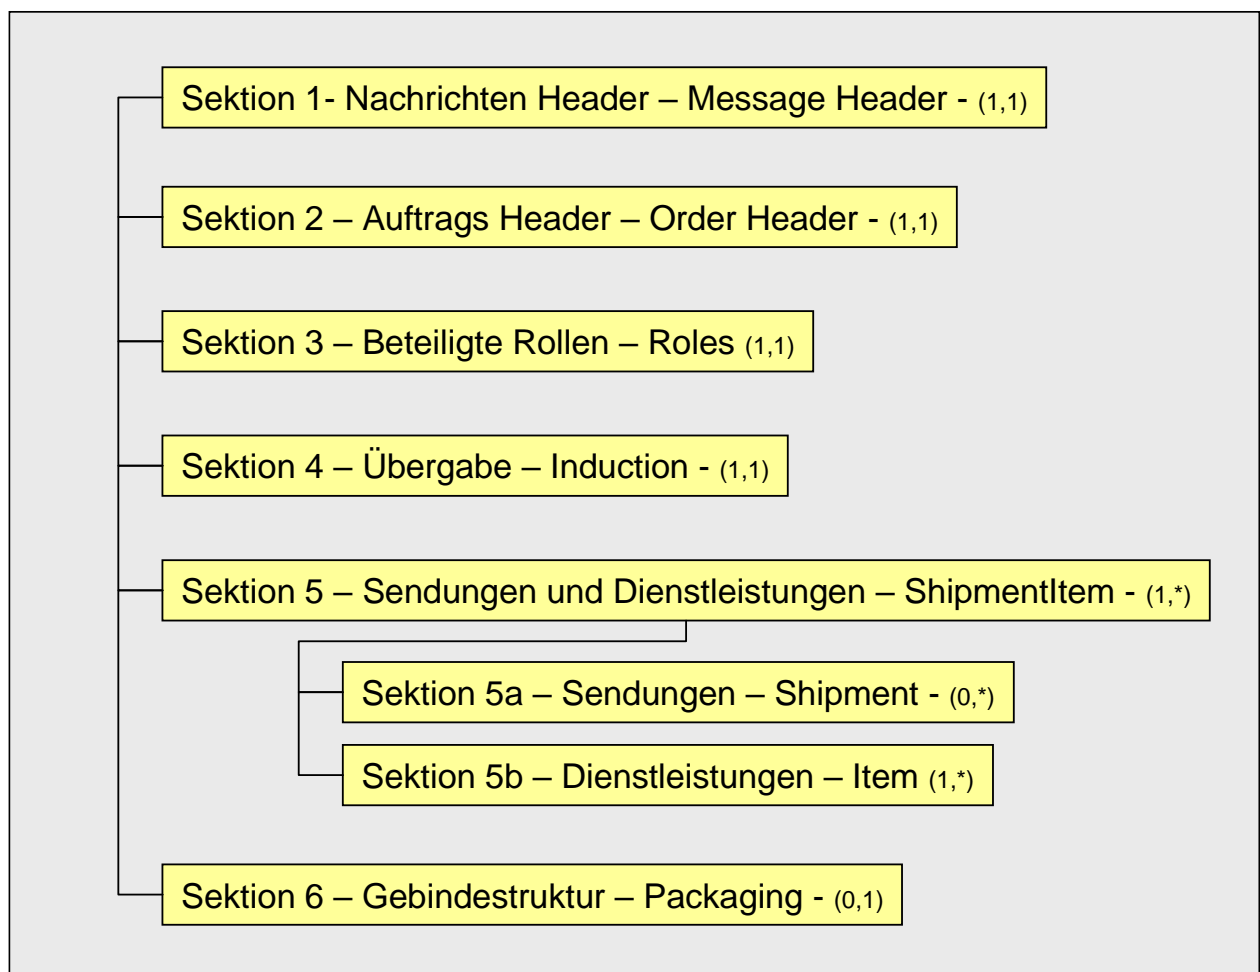 Sektion 1- Nachrichten Header – Message Header - (1,1)
Sektion 2 – Auftrags Header – Order Header - (1,1)
Sektion 3 – Beteiligte Rollen – Roles (1,1)
Sektion 4 – Übergabe – Induction - (1,1)
Sektion 5 – Sendungen und Dienstleistungen – ShipmentItem - (1,*)
Sektion 5a – Sendungen – Shipment - (0,*)
Sektion 5b – Dienstleistungen – Item (1,*)
Sektion 6 – Gebindestruktur – Packaging - (0,1)